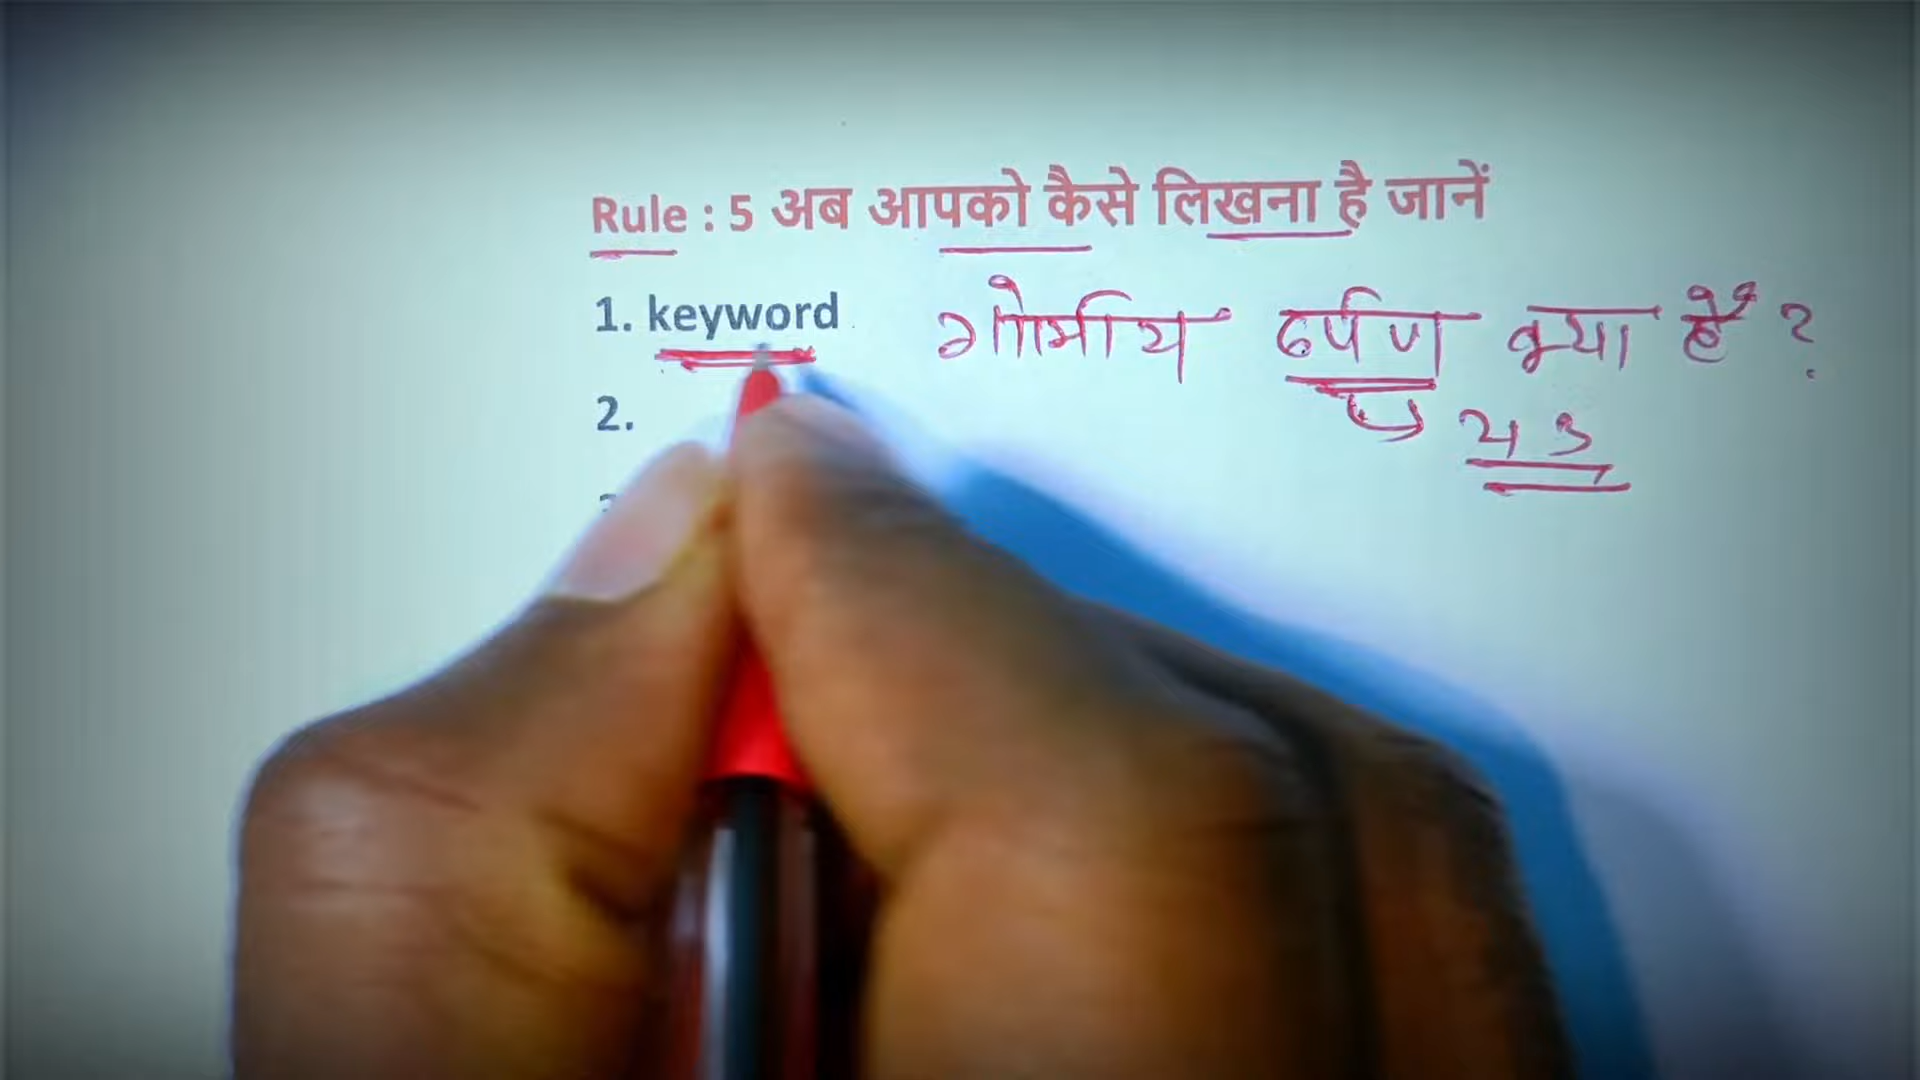 Rule : 5 अब आपको कैसे लिखना है जानें
1. keyword
गोलीय दर्पण क्या है ?
2.